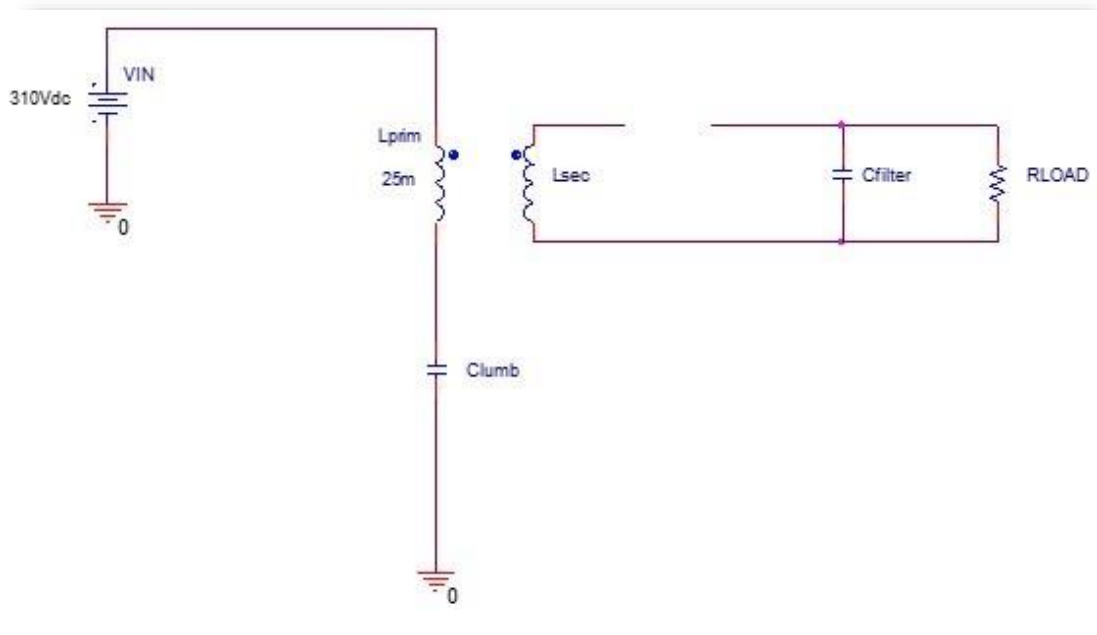 VIN
310Vdc
Lprim
25m
Lsec
Cfilter
RLOAD
0
Clumb
0